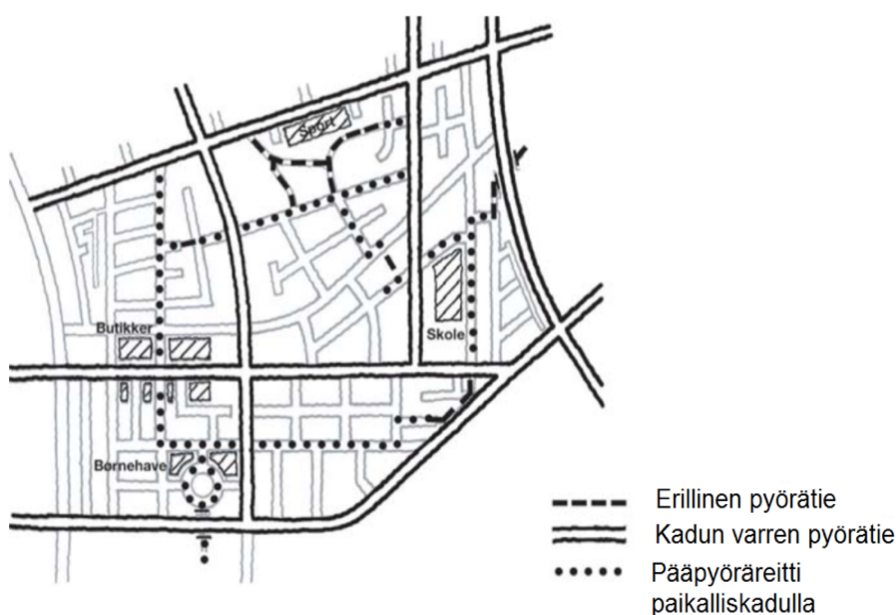 Sport
Butikker
Skole
Børnehave
Erillinen pyörätie
Kadun varren pyörätie
Pääpyöräreitti
paikalliskadulla